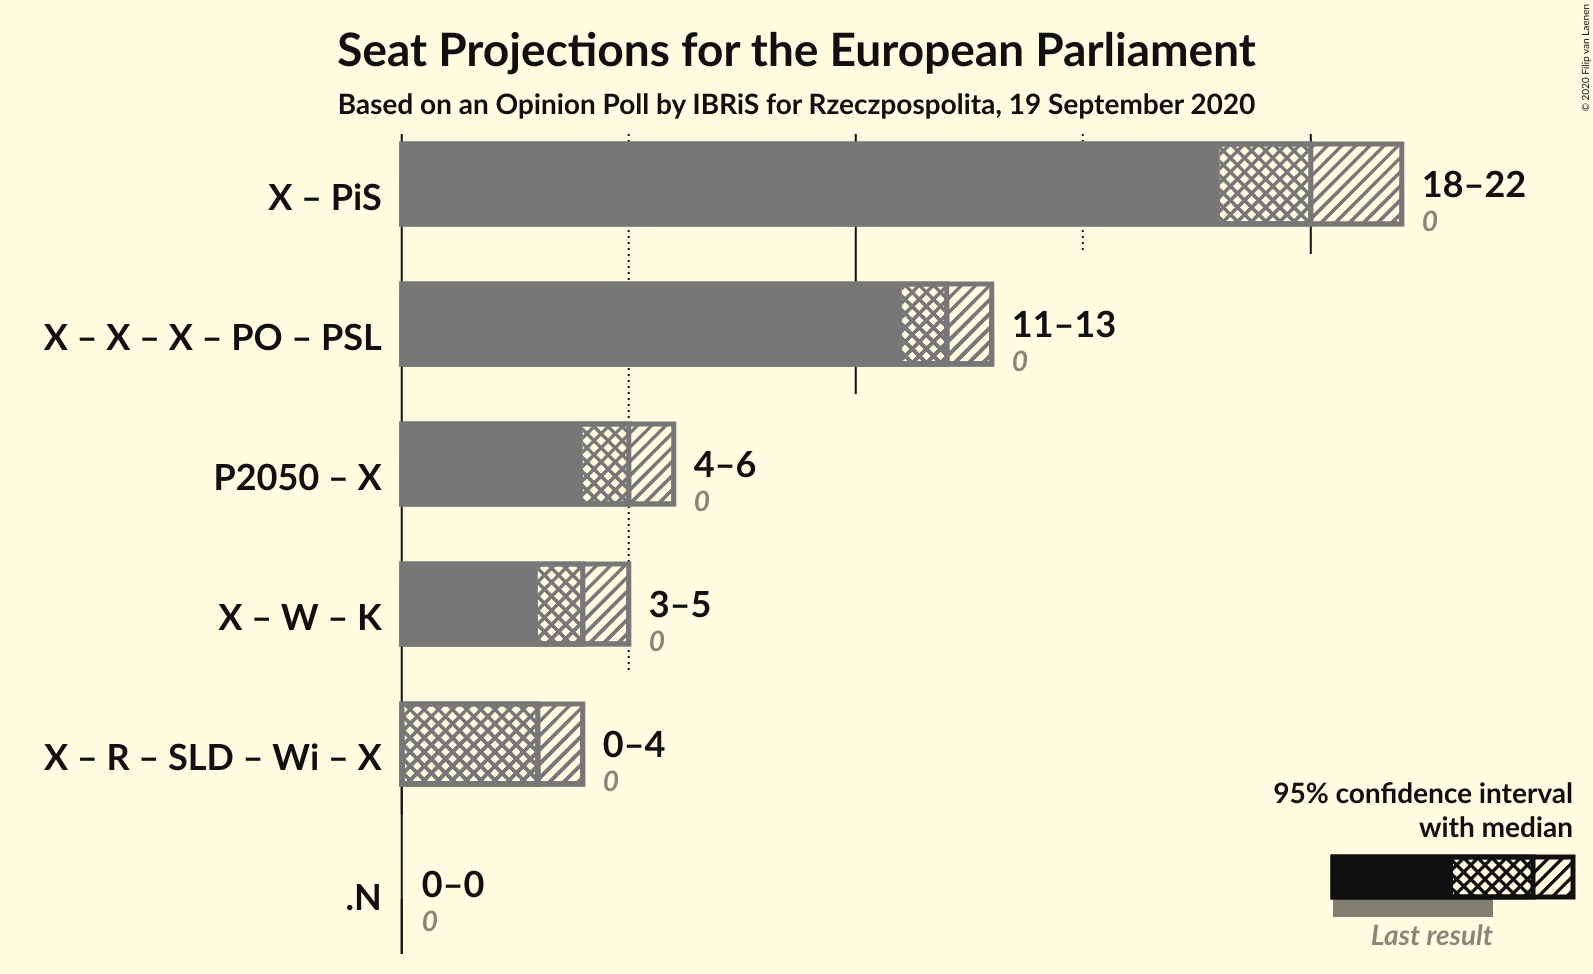 Seat Projections for the European Parliament
Based on an Opinion Poll by IBRiS for Rzeczpospolita, 19 September 2020
© 2020 Filip van Laenen
X – PiS
18–22
0
X – X – X – PO – PSL
11–13
0
P2050 – X
4–6
0
X – W – K
3–5
0
X – R – SLD – Wi – X
0–4
0
.N
0–0
0
95% confidence interval
with median
Last result